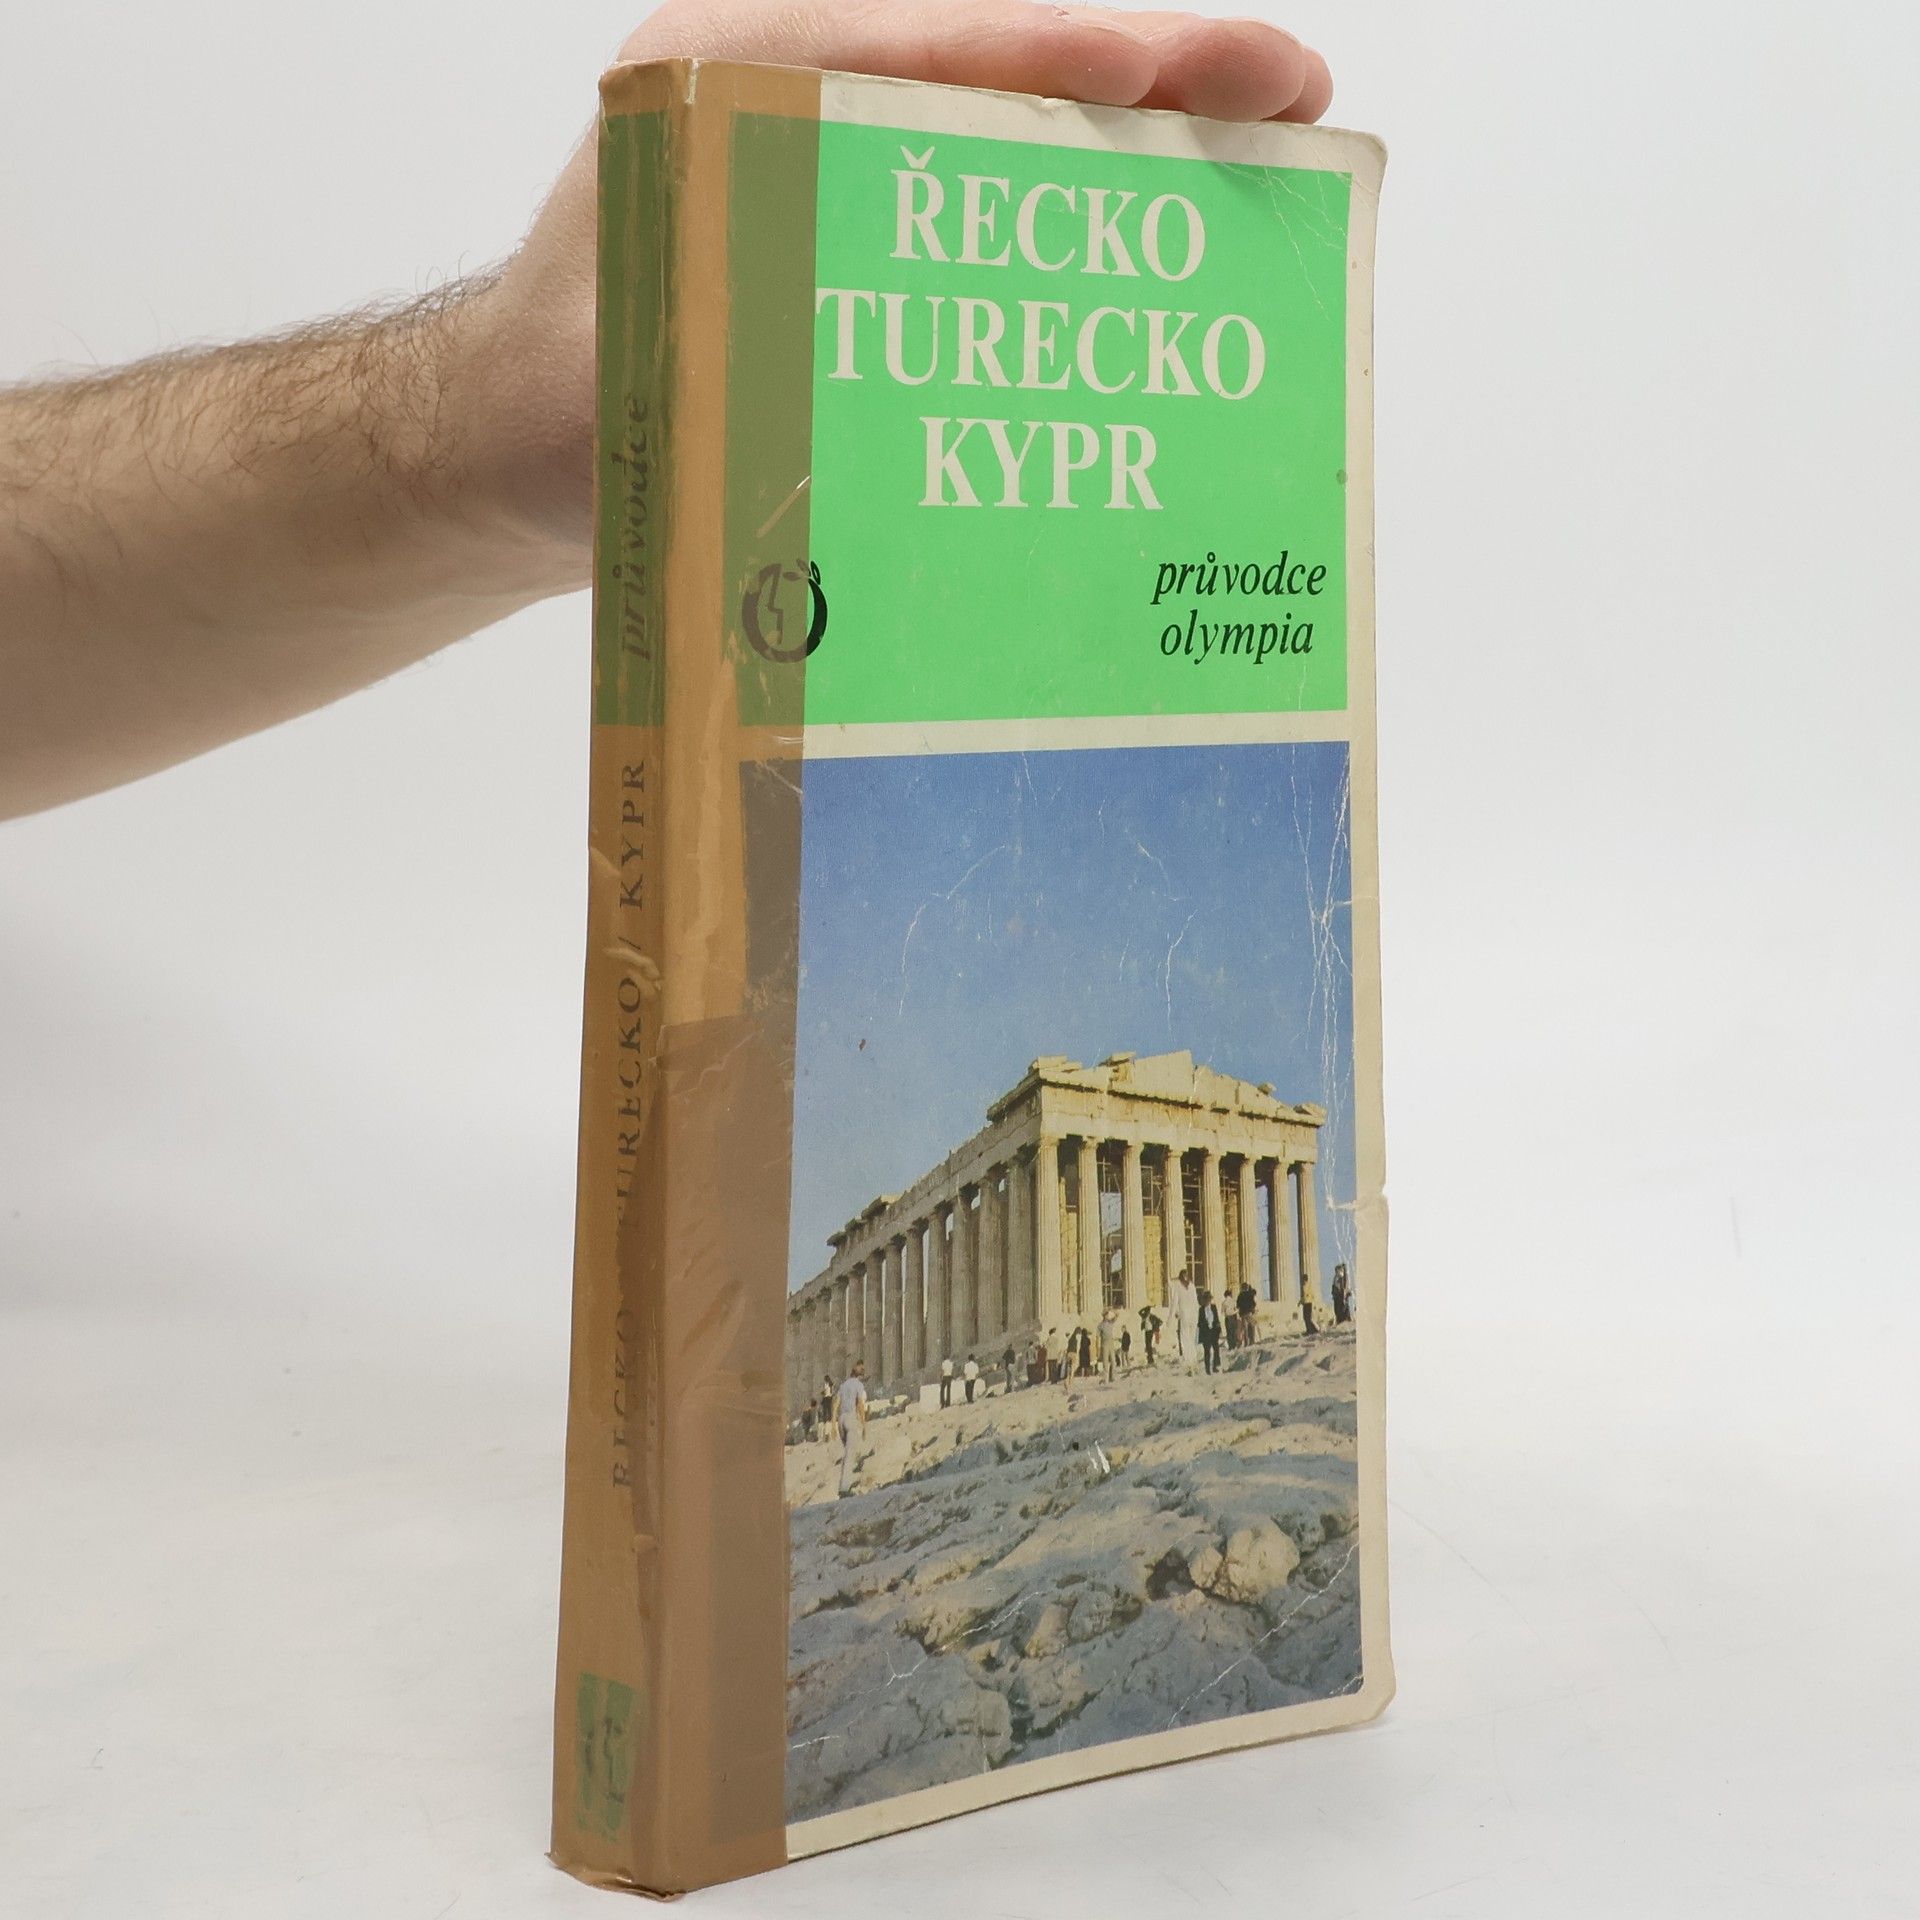 ŘECKO
TURECKO
KYPR
průvodce
olympia
ŘECKO TURECKO KYPR průvodce